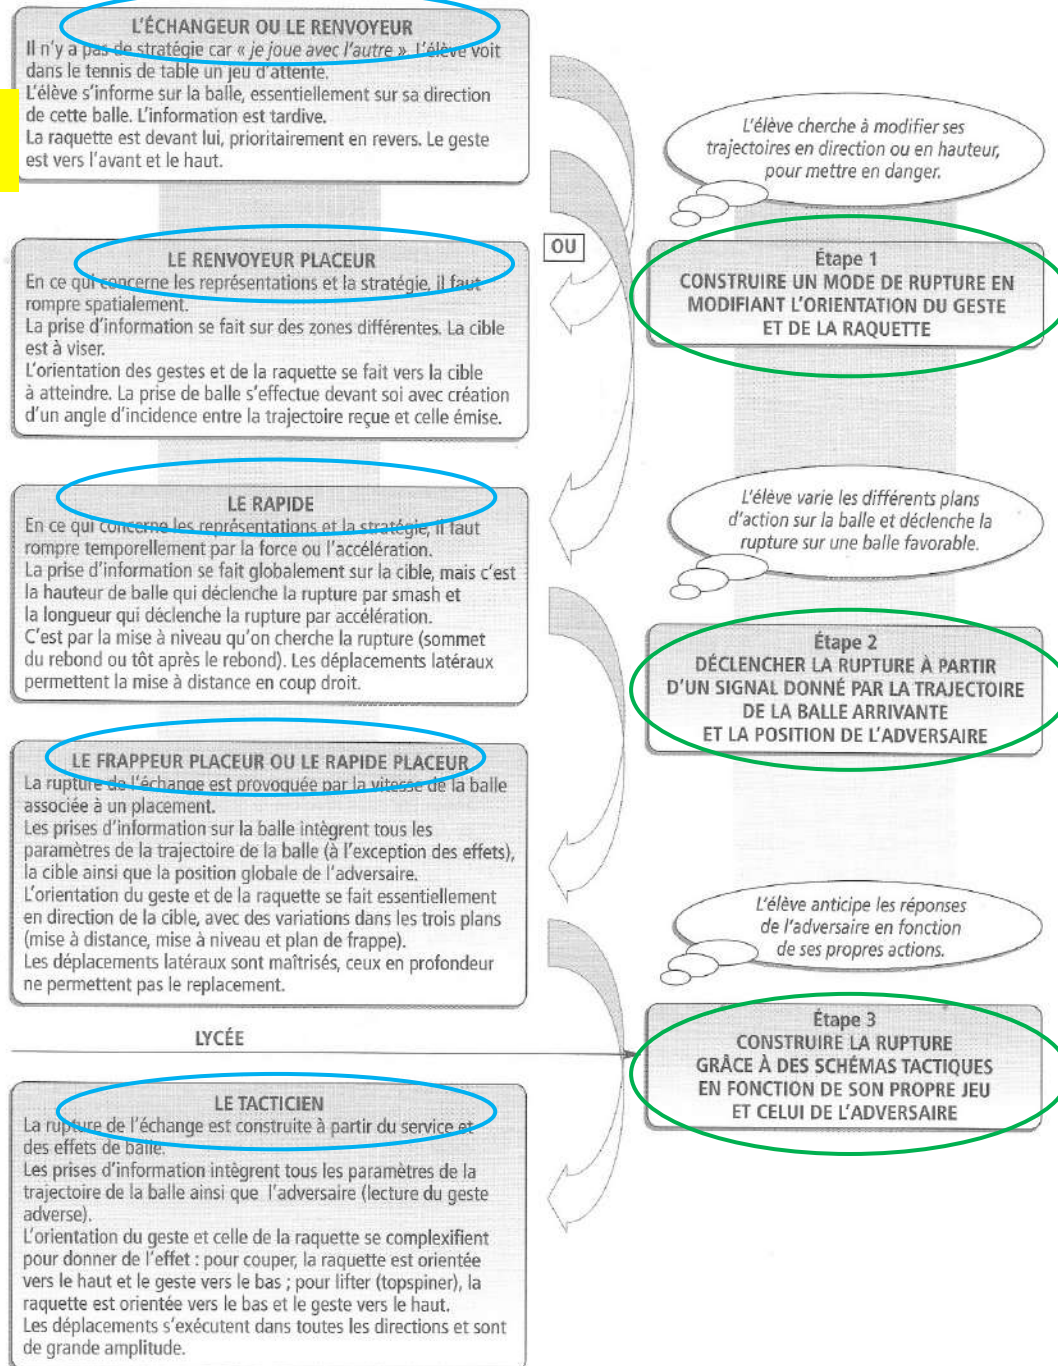 L'ÉCHANGEUR OU LE RENVOYEUR
Il n'y a pas de stratégie car « je joue avec l'autre ». L'élève voit
dans le tennis de table un jeu d'attente.
L'élève s'informe sur la balle, essentiellement sur sa direction
de cette balle. L'information est tardive.
La raquette est devant lui, prioritairement en revers. Le geste
est vers l'avant et le haut.
L'élève cherche à modifier ses
trajectoires en direction ou en hauteur,
pour mettre en danger.
OU
Étape 1
CONSTRUIRE UN MODE DE RUPTURE EN
MODIFIANT L'ORIENTATION DU GESTE
ET DE LA RAQUETTE
LE RENVOYEUR PLACEUR
En ce qui concerne les représentations et la stratégie, il faut
rompre spatialement.
La prise d'information se fait sur des zones différentes. La cible
est à viser.
L'orientation des gestes et de la raquette se fait vers la cible
à atteindre. La prise de balle s'effectue devant soi avec création
d'un angle d'incidence entre la trajectoire reçue et celle émise.
LE RAPIDE
En ce qui concerne les représentations et la stratégie, il faut
rompre temporellement par la force ou l'accélération.
La prise d'information se fait globalement sur la cible, mais c'est
la hauteur de balle qui déclenche la rupture par smash et
la longueur qui déclenche la rupture par accélération.
C'est par la mise à niveau qu'on cherche la rupture (sommet
du rebond ou tôt après le rebond). Les déplacements latéraux
permettent la mise à distance en coup droit.
L'élève varie les différents plans
d'action sur la balle et déclenche la
rupture sur une balle favorable.
Étape 2
DÉCLENCHER LA RUPTURE À PARTIR
D'UN SIGNAL DONNÉ PAR LA TRAJECTOIRE
DE LA BALLE ARRIVANTE
ET LA POSITION DE L'ADVERSAIRE
LE FRAPPEUR PLACEUR OU LE RAPIDE PLACEUR
La rupture de l'échange est provoquée par la vitesse de la balle
associée à un placement.
Les prises d'information sur la balle intègrent tous les
paramètres de la trajectoire de la balle (à l'exception des effets),
la cible ainsi que la position globale de l'adversaire.
L'orientation du geste et de la raquette se fait essentiellement
en direction de la cible, avec des variations dans les trois plans
(mise à distance, mise à niveau et plan de frappe).
Les déplacements latéraux sont maîtrisés, ceux en profondeur
ne permettent pas le replacement.
L'élève anticipe les réponses
de l'adversaire en fonction
de ses propres actions.
LYCÉE
Étape 3
CONSTRUIRE LA RUPTURE
GRÂCE À DES SCHÉMAS TACTIQUES
EN FONCTION DE SON PROPRE JEU
ET CELUI DE L'ADVERSAIRE
LE TACTICIEN
La rupture de l'échange est construite à partir du service et
des effets de balle.
Les prises d'information intègrent tous les paramètres de la
trajectoire de la balle ainsi que l'adversaire (lecture du geste
adverse).
L'orientation du geste et celle de la raquette se complexifient
pour donner de l'effet : pour couper, la raquette est orientée
vers le haut et le geste vers le bas ; pour lifter (topspiner), la
raquette est orientée vers le bas et le geste vers le haut.
Les déplacements s'exécutent dans toutes les directions et sont
de grande amplitude.